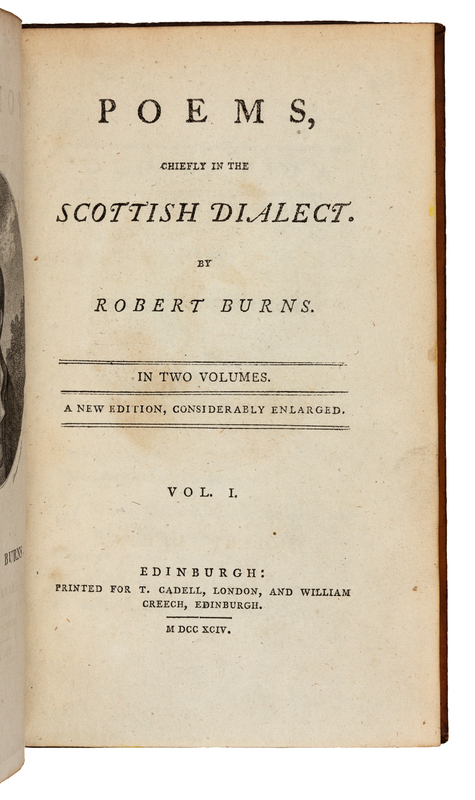 POEMS,
CHIEFLY IN THE
SCOTTISH DIALECT.
BY
ROBERT BURNS.
IN TWO VOLUMES.
A NEW EDITION, CONSIDERABLY ENLARGED.
VOL. I.
EDINBURGH:
PRINTED FOR T. CADELL, LONDON, AND WILLIAM
CREECH, EDINBURGH.
M DCC XCIV.
BURNS